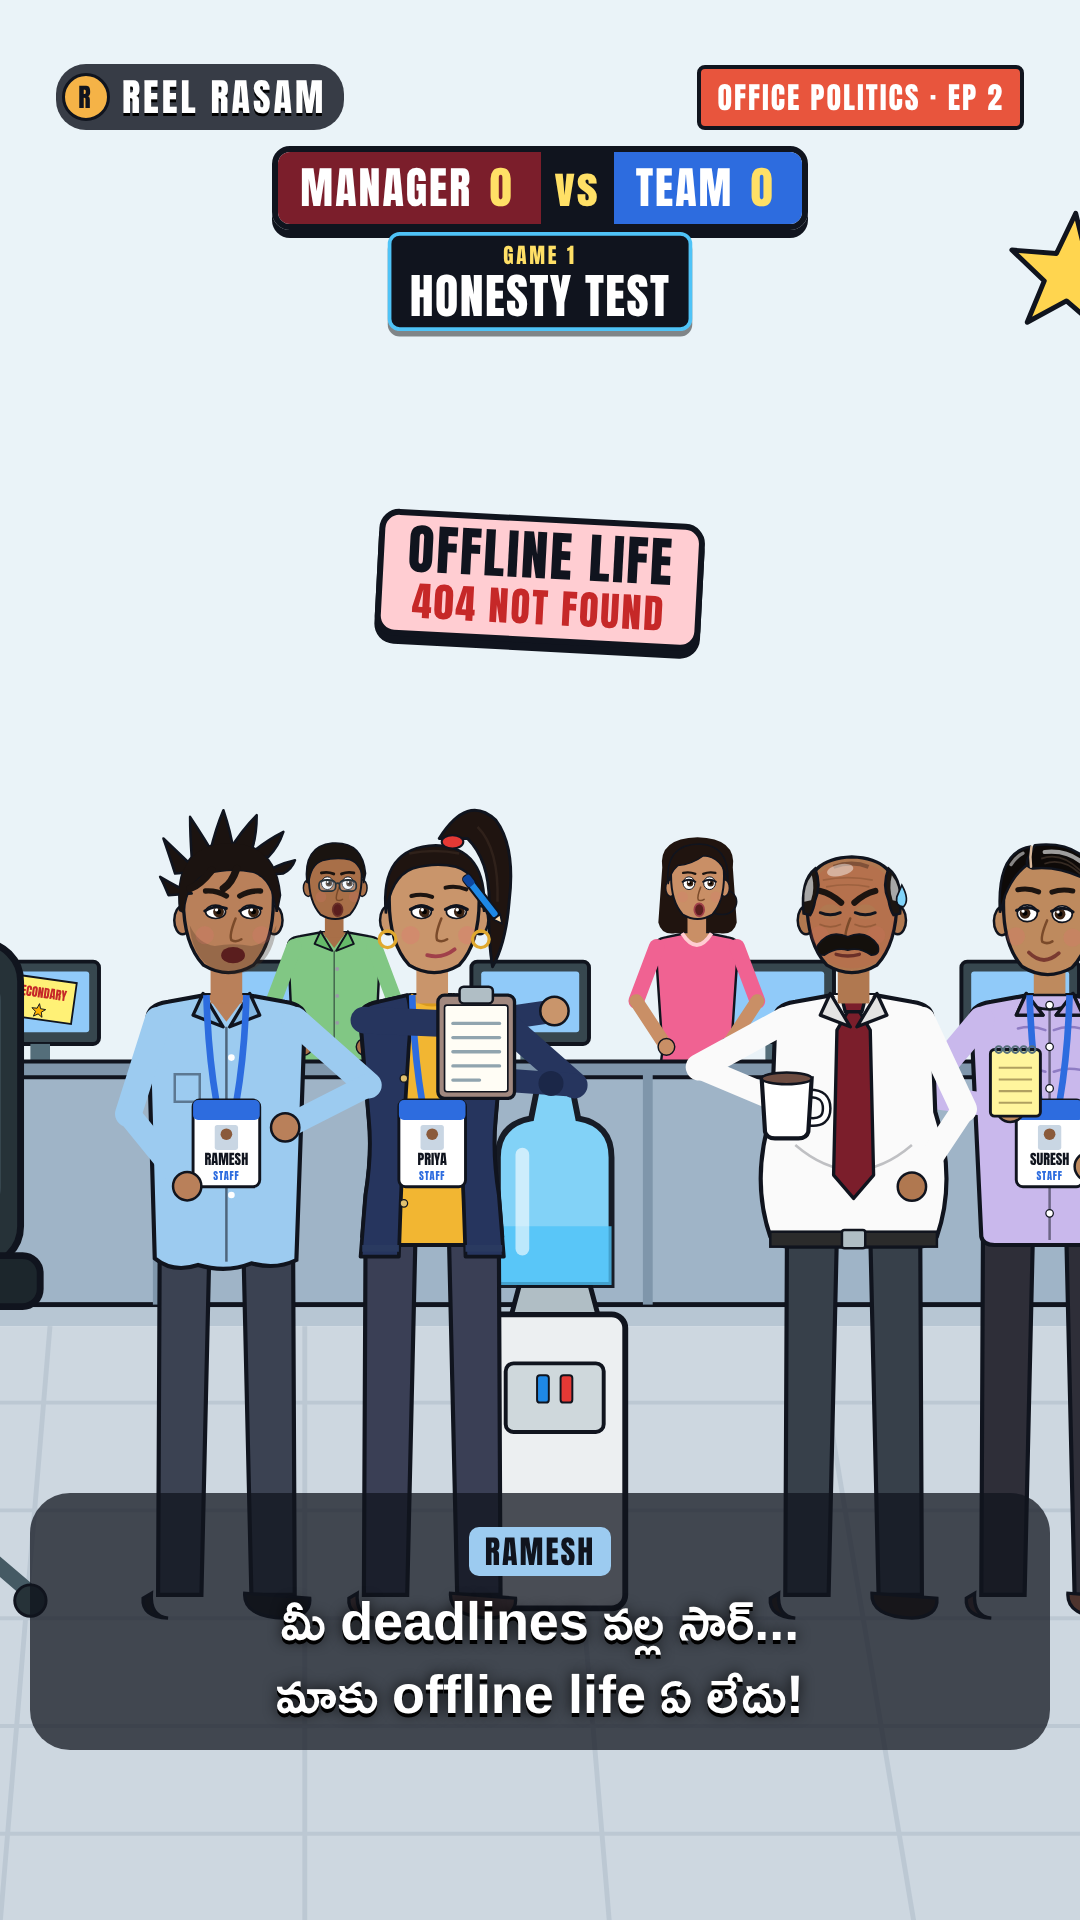 R REEL RASAM
OFFICE POLITICS · EP 2
MANAGER 0 VS TEAM 0
GAME 1
HONESTY TEST
OFFLINE LIFE
404 NOT FOUND
RAMESH
STAFF
PRIYA
STAFF
SURESH
STAFF
RAMESH
మీ deadlines వల్ల సార్...
మాకు offline life ఏ లేదు!